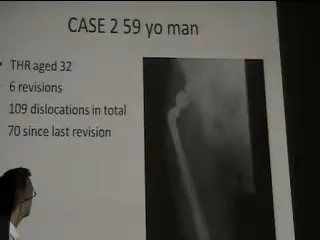 CASE 2 59 yo man
THR aged 32
6 revisions
109 dislocations in total
70 since last revision